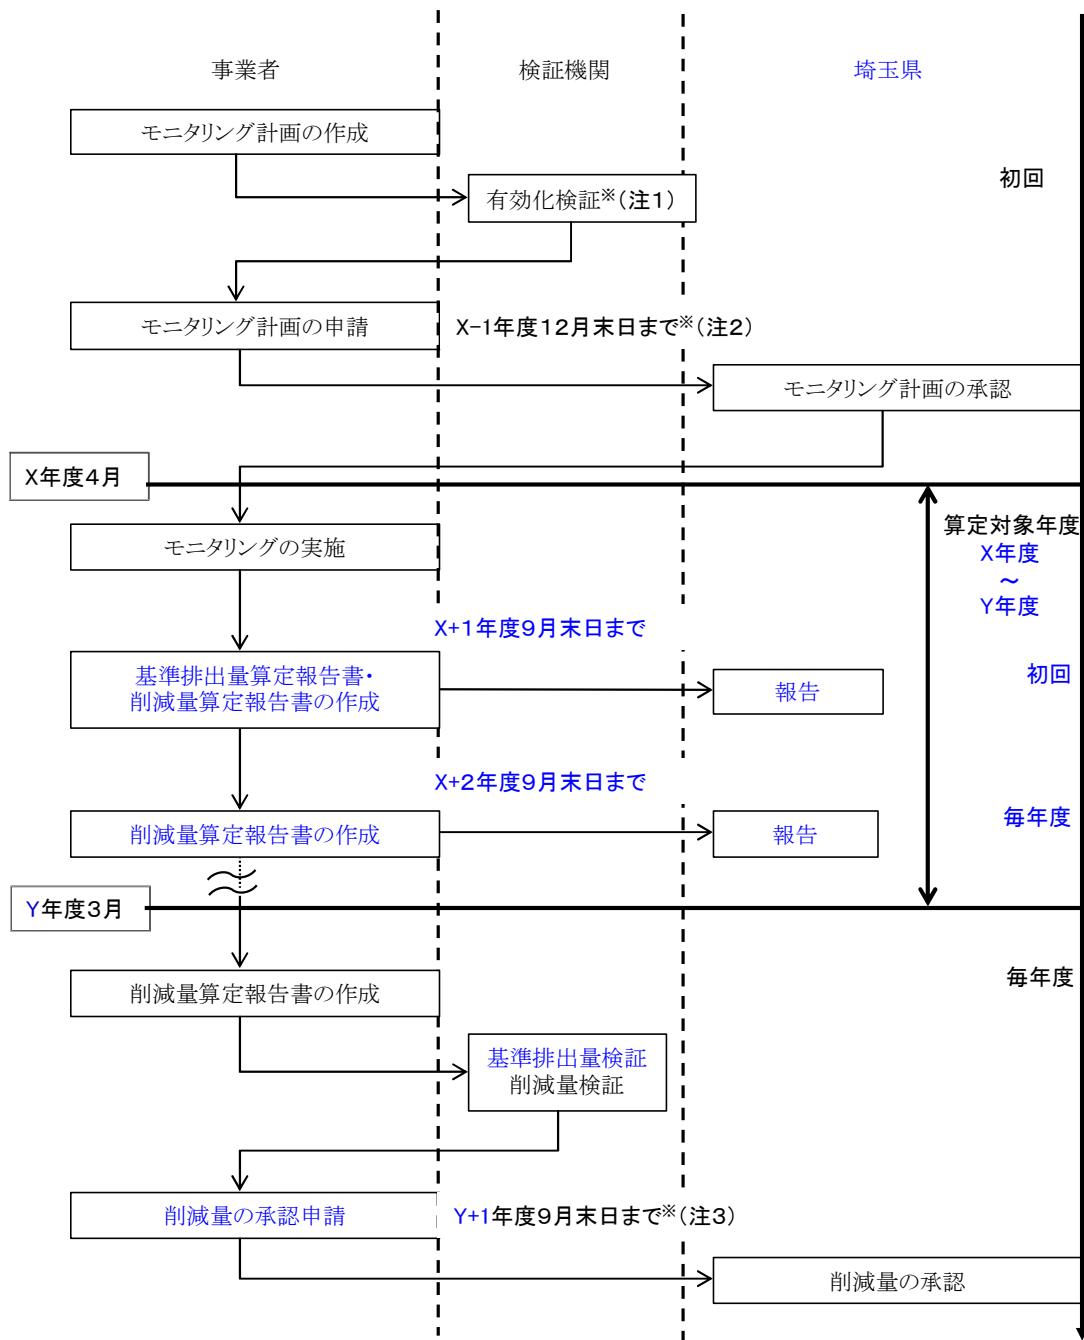 事業者
検証機関
埼玉県
モニタリング計画の作成
初回
有効化検証※(注1)
モニタリング計画の申請
X-1年度12月末日まで※(注2)
モニタリング計画の承認
X年度4月
算定対象年度
X年度
～
Y年度
モニタリングの実施
X+1年度9月末日まで
基準排出量算定報告書・
削減量算定報告書の作成
報告
初回
X+2年度9月末日まで
削減量算定報告書の作成
報告
毎年度
Y年度3月
削減量算定報告書の作成
毎年度
基準排出量検証
削減量検証
削減量の承認申請
Y+1年度9月末日まで※(注3)
削減量の承認